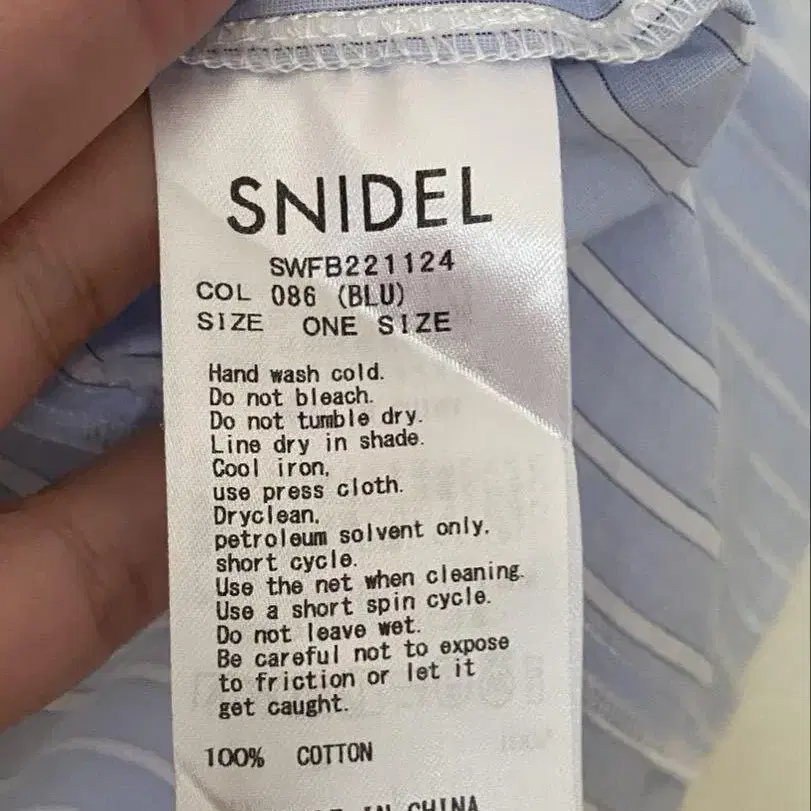 SNIDEL
SWFB221124
COL 086 (BLU)
SIZE ONE SIZE
Hand wash cold.
Do not bleach.
Do not tumble dry.
Line dry in shade.
Cool iron,
use press cloth.
Dryclean,
petroleum solvent only,
short cycle.
Use the net when cleaning.
Use a short spin cycle.
Do not leave wet.
Be careful not to expose
to friction or let it
get caught.
100% COTTON
IN CHINA